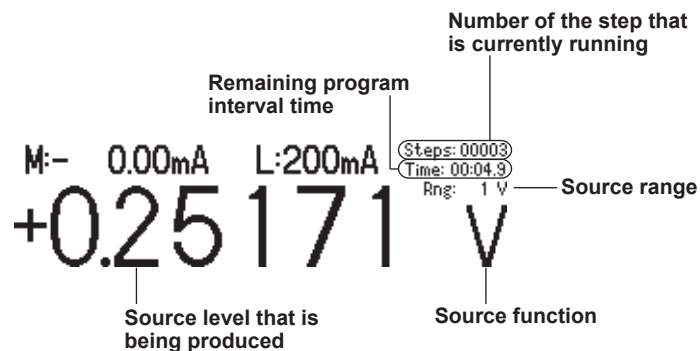 Number of the step that
is currently running
Remaining program
interval time
M:- 0.00mA L:200mA
Steps: 00003
Time: 00:04.9
Rng: 1 V
Source range
+0.25171 V
Source level that is
being produced
Source function